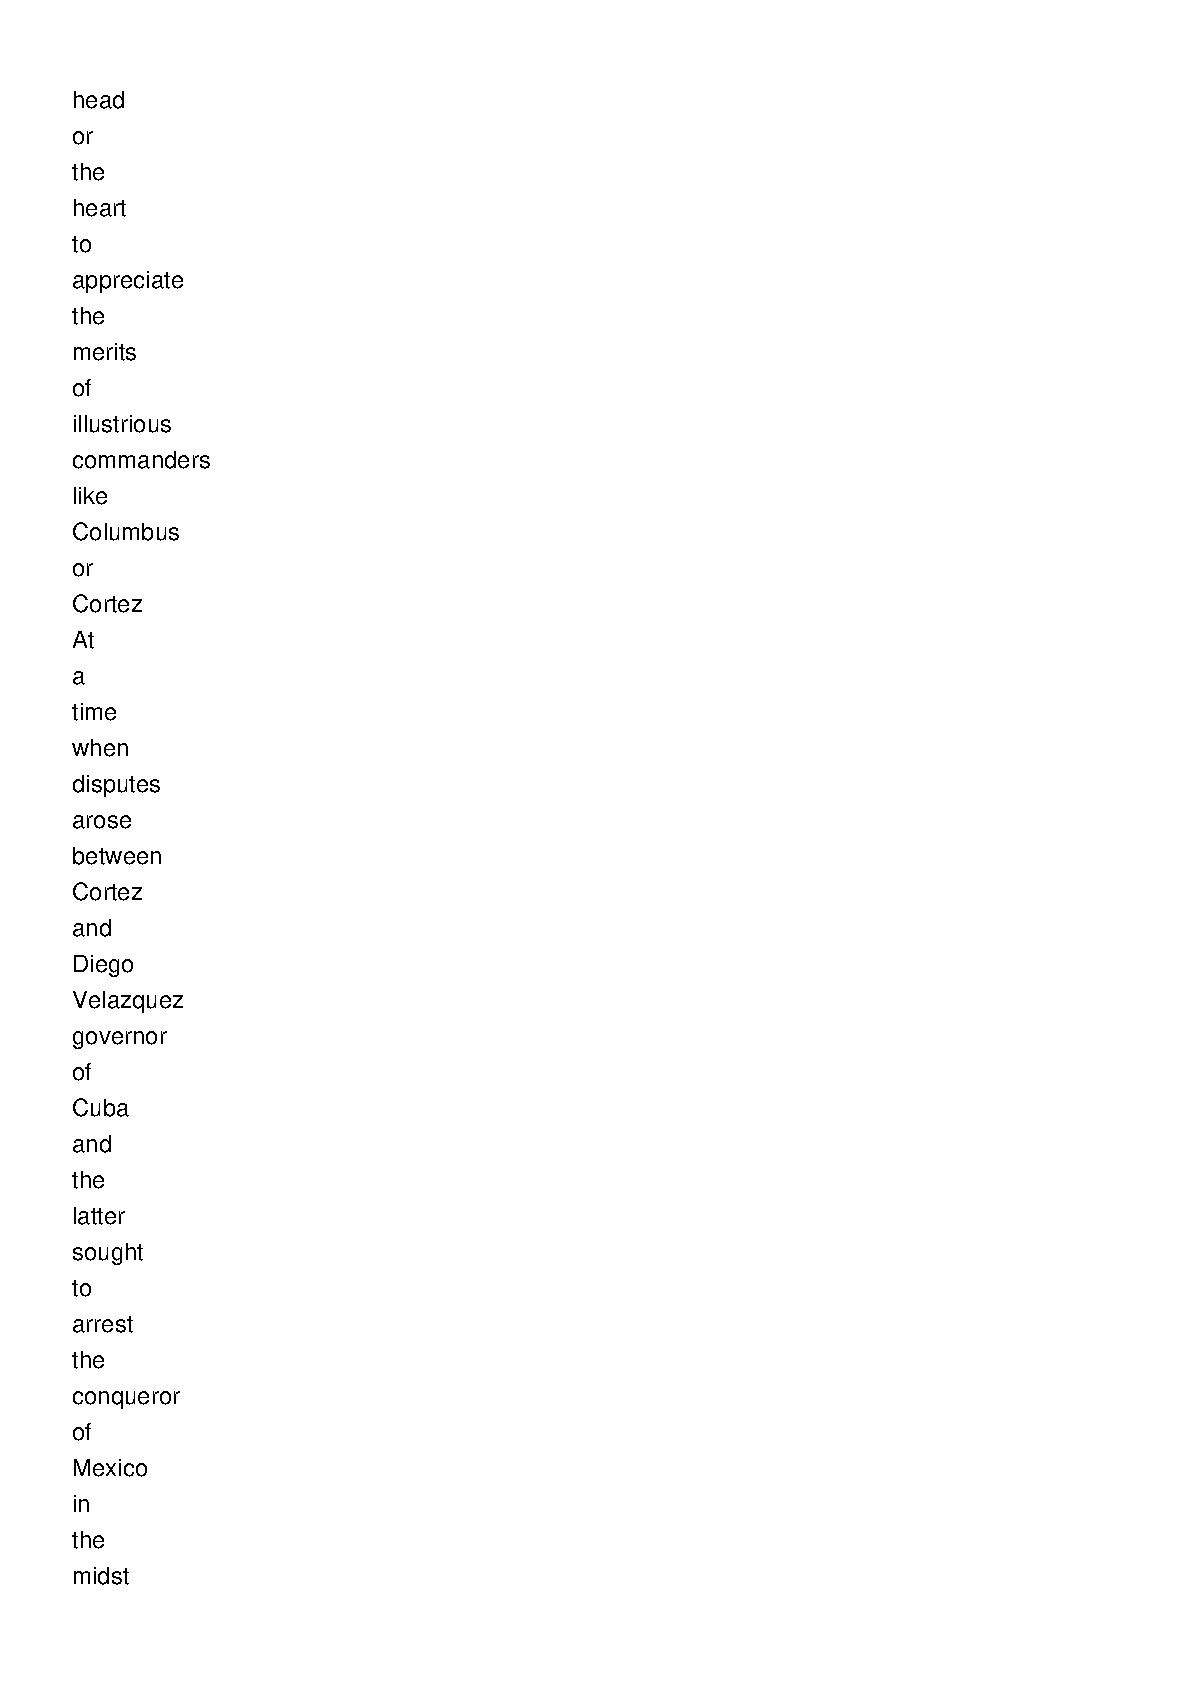 head
or
the
heart
to
appreciate
the
merits
of
illustrious
commanders
like
Columbus
or
Cortez
At
a
time
when
disputes
arose
between
Cortez
and
Diego
Velazquez
governor
of
Cuba
and
the
latter
sought
to
arrest
the
conqueror
of
Mexico
in
the
midst